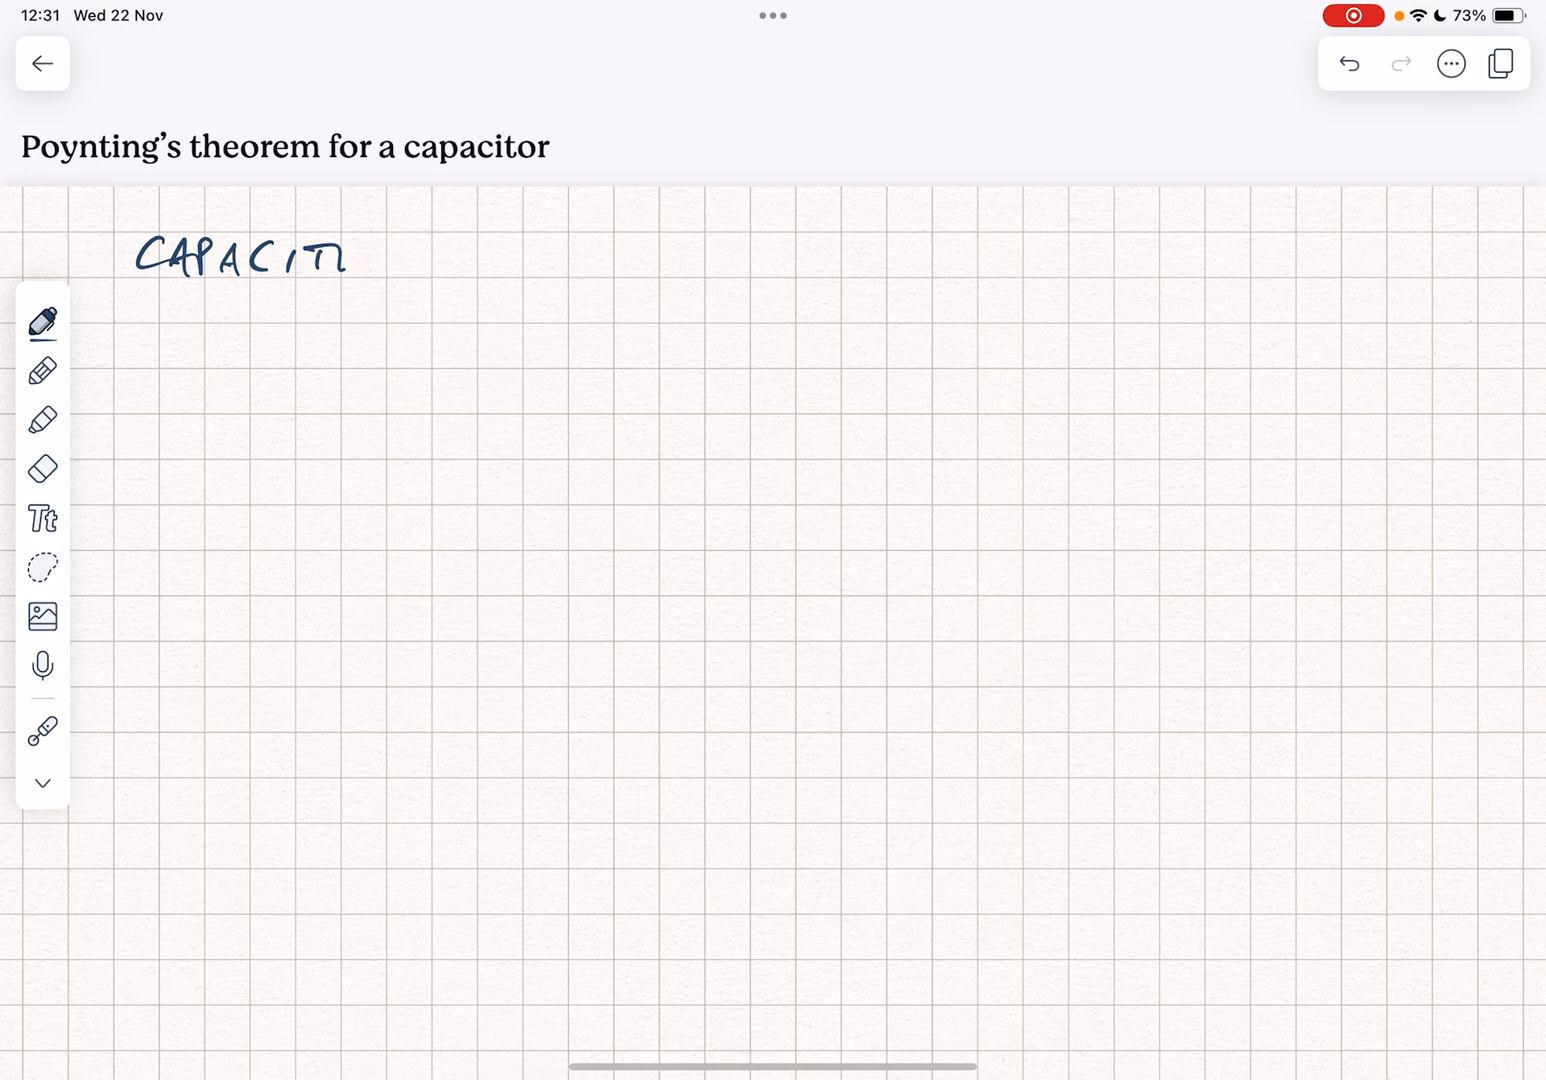 12:31 Wed 22 Nov
73%
Poynting’s theorem for a capacitor
CAPACITI
Tt